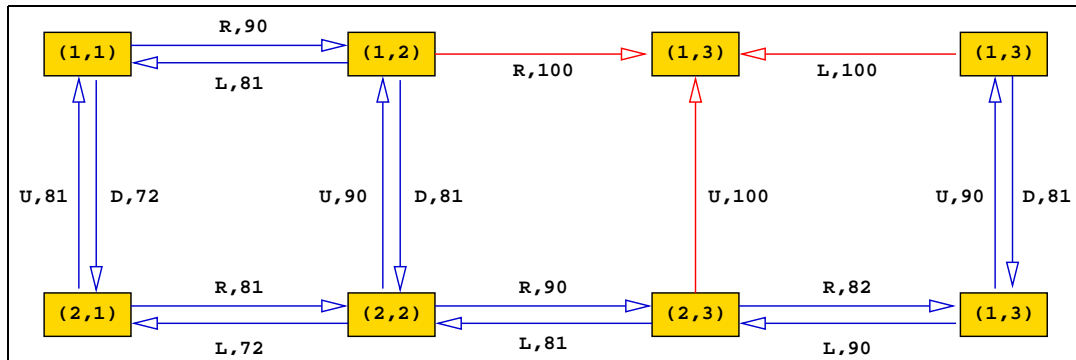 R,90
(1,1)
(1,2)
(1,3)
(1,3)
L,81
R,100
L,100
U,81
D,72
U,90
D,81
U,100
U,90
D,81
R,81
R,90
R,82
(2,1)
(2,2)
(2,3)
(1,3)
L,72
L,81
L,90